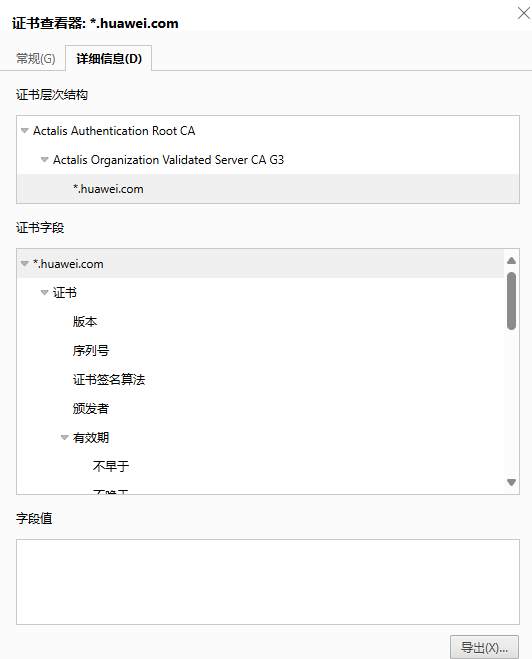 证书查看器: *.huawei.com
常规(G)
详细信息(D)
证书层次结构
Actalis Authentication Root CA
Actalis Organization Validated Server CA G3
*.huawei.com
证书字段
*.huawei.com
证书
版本
序列号
证书签名算法
颁发者
有效期
不早于
不晚于
字段值
导出(X)...